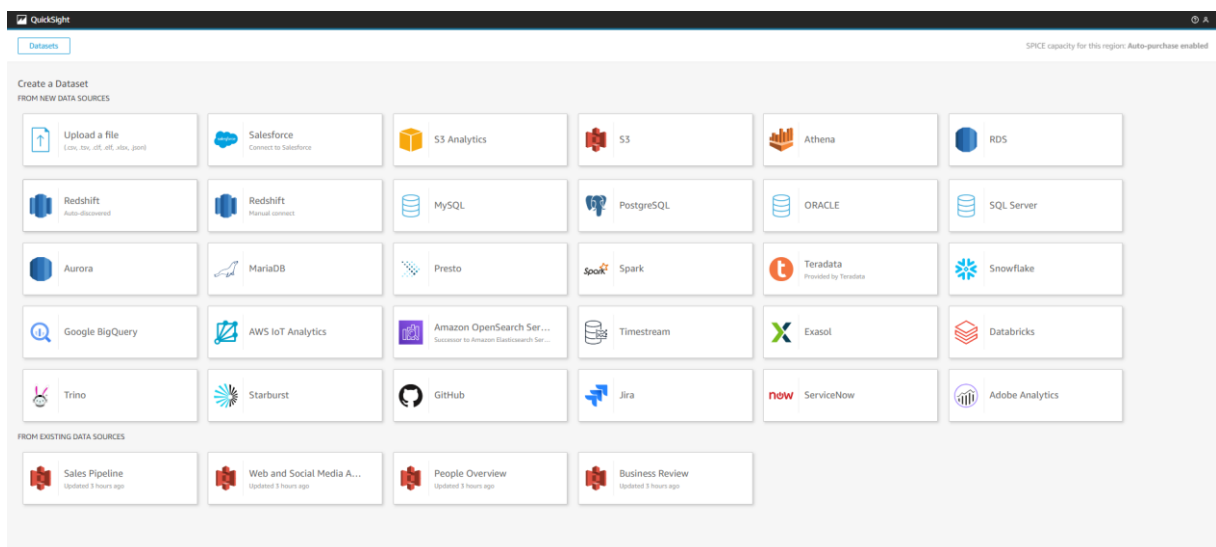 QuickSight
Datasets
SPICE capacity for this region: Auto-purchase enabled
Create a Dataset
FROM NEW DATA SOURCES
Upload a file
(.csv, .tsv, .clf, .elf, .xlsx, .json)
Salesforce
Connect to Salesforce
S3 Analytics
S3
Athena
RDS
Redshift
Auto-discovered
Redshift
Manual connect
MySQL
PostgreSQL
ORACLE
SQL Server
Aurora
MariaDB
Presto
Spark
Spark
Teradata
Provided by Teradata
Snowflake
Google BigQuery
AWS IoT Analytics
Amazon OpenSearch Ser...
Successor to Amazon Elasticsearch Ser...
Timestream
Exasol
Databricks
Trino
Starburst
GitHub
Jira
now
ServiceNow
Adobe Analytics
FROM EXISTING DATA SOURCES
Sales Pipeline
Updated 3 hours ago
Web and Social Media A...
Updated 3 hours ago
People Overview
Updated 3 hours ago
Business Review
Updated 3 hours ago